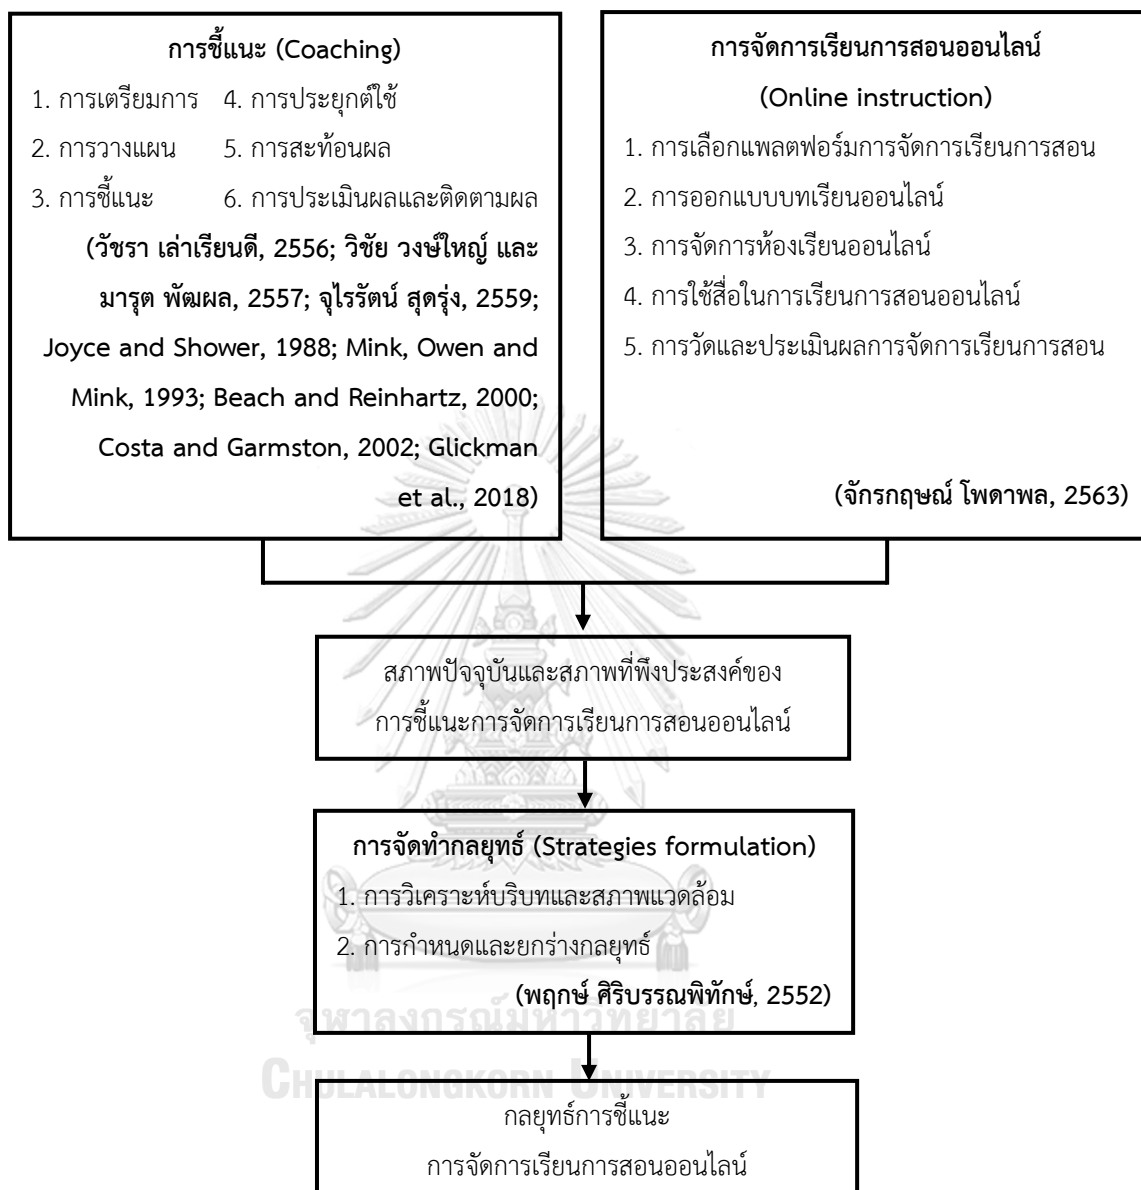 การชี้แนะ (Coaching)
1. การเตรียมการ 4. การประยุกต์ใช้
2. การวางแผน 5. การสะท้อนผล
3. การชี้แนะ 6. การประเมินผลและติดตามผล
(วัชรา เล่าเรียนดี, 2556; วิชัย วงษ์ใหญ่ และ
มารุต พัฒผล, 2557; จุไรรัตน์ สุดรุ่ง, 2559;
Joyce and Shower, 1988; Mink, Owen and
Mink, 1993; Beach and Reinhartz, 2000;
Costa and Garmston, 2002; Glickman
et al., 2018)
การจัดการเรียนการสอนออนไลน์
(Online instruction)
1. การเลือกแพลตฟอร์มการจัดการเรียนการสอน
2. การออกแบบบทเรียนออนไลน์
3. การจัดการห้องเรียนออนไลน์
4. การใช้สื่อในการเรียนการสอนออนไลน์
5. การวัดและประเมินผลการจัดการเรียนการสอน
(จักรกฤษณ์ โพดาพล, 2563)
สภาพปัจจุบันและสภาพที่พึงประสงค์ของ
การชี้แนะการจัดการเรียนการสอนออนไลน์
การจัดทำกลยุทธ์ (Strategies formulation)
1. การวิเคราะห์บริบทและสภาพแวดล้อม
2. การกำหนดและยกร่างกลยุทธ์
(พฤกษ์ ศิริบรรณพิทักษ์, 2552)
จุฬาลงกรณ์มหาวิทยาลัย
CHULALONGKORN UNIVERSITY
กลยุทธ์การชี้แนะ
การจัดการเรียนการสอนออนไลน์